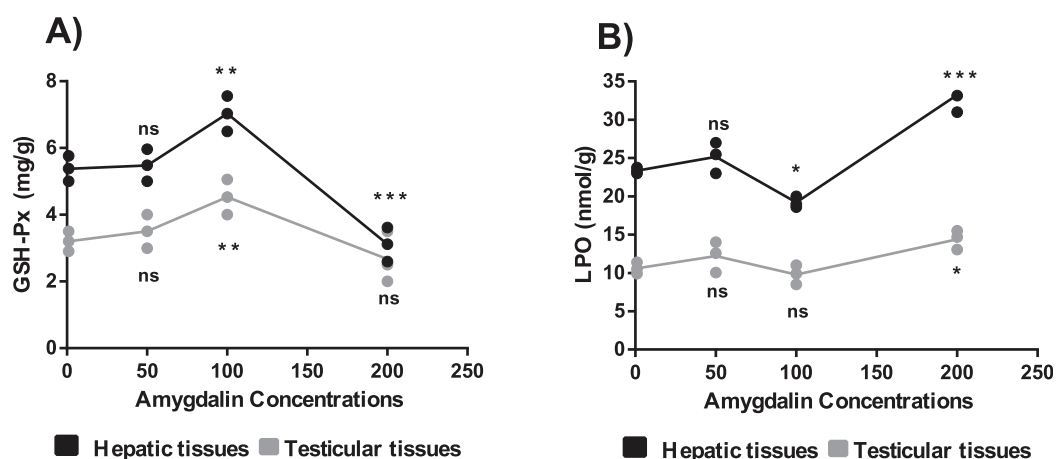 A)
GSH-Px (mg/g)
8
6
4
2
0
**
ns
***
**
ns
ns
0 50 100 150 200 250
Amygdalin Concentrations
Hepatic tissues Testicular tissues
B)
LPO (nmol/g)
35
30
25
20
15
10
5
0
***
ns
*
*
ns
ns
0 50 100 150 200 250
Amygdalin Concentrations
Hepatic tissues Testicular tissues